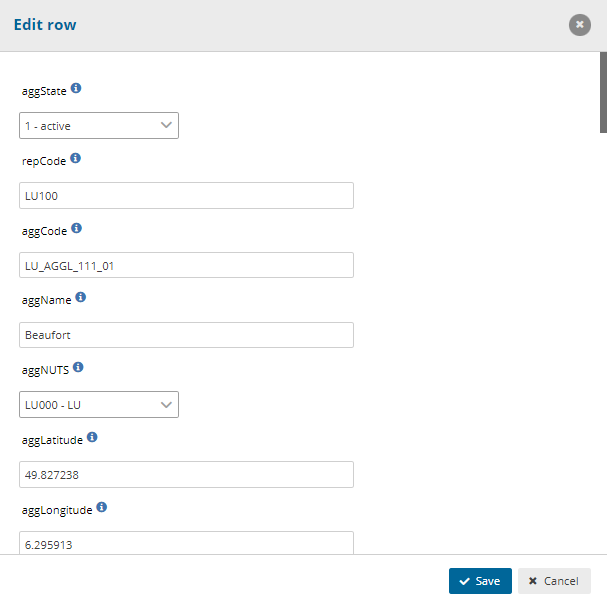 Edit row
aggState
1 - active
repCode
LU100
aggCode
LU_AGGL_111_01
aggName
Beaufort
aggNUTS
LU000 - LU
aggLatitude
49.827238
aggLongitude
6.295913
Save Cancel